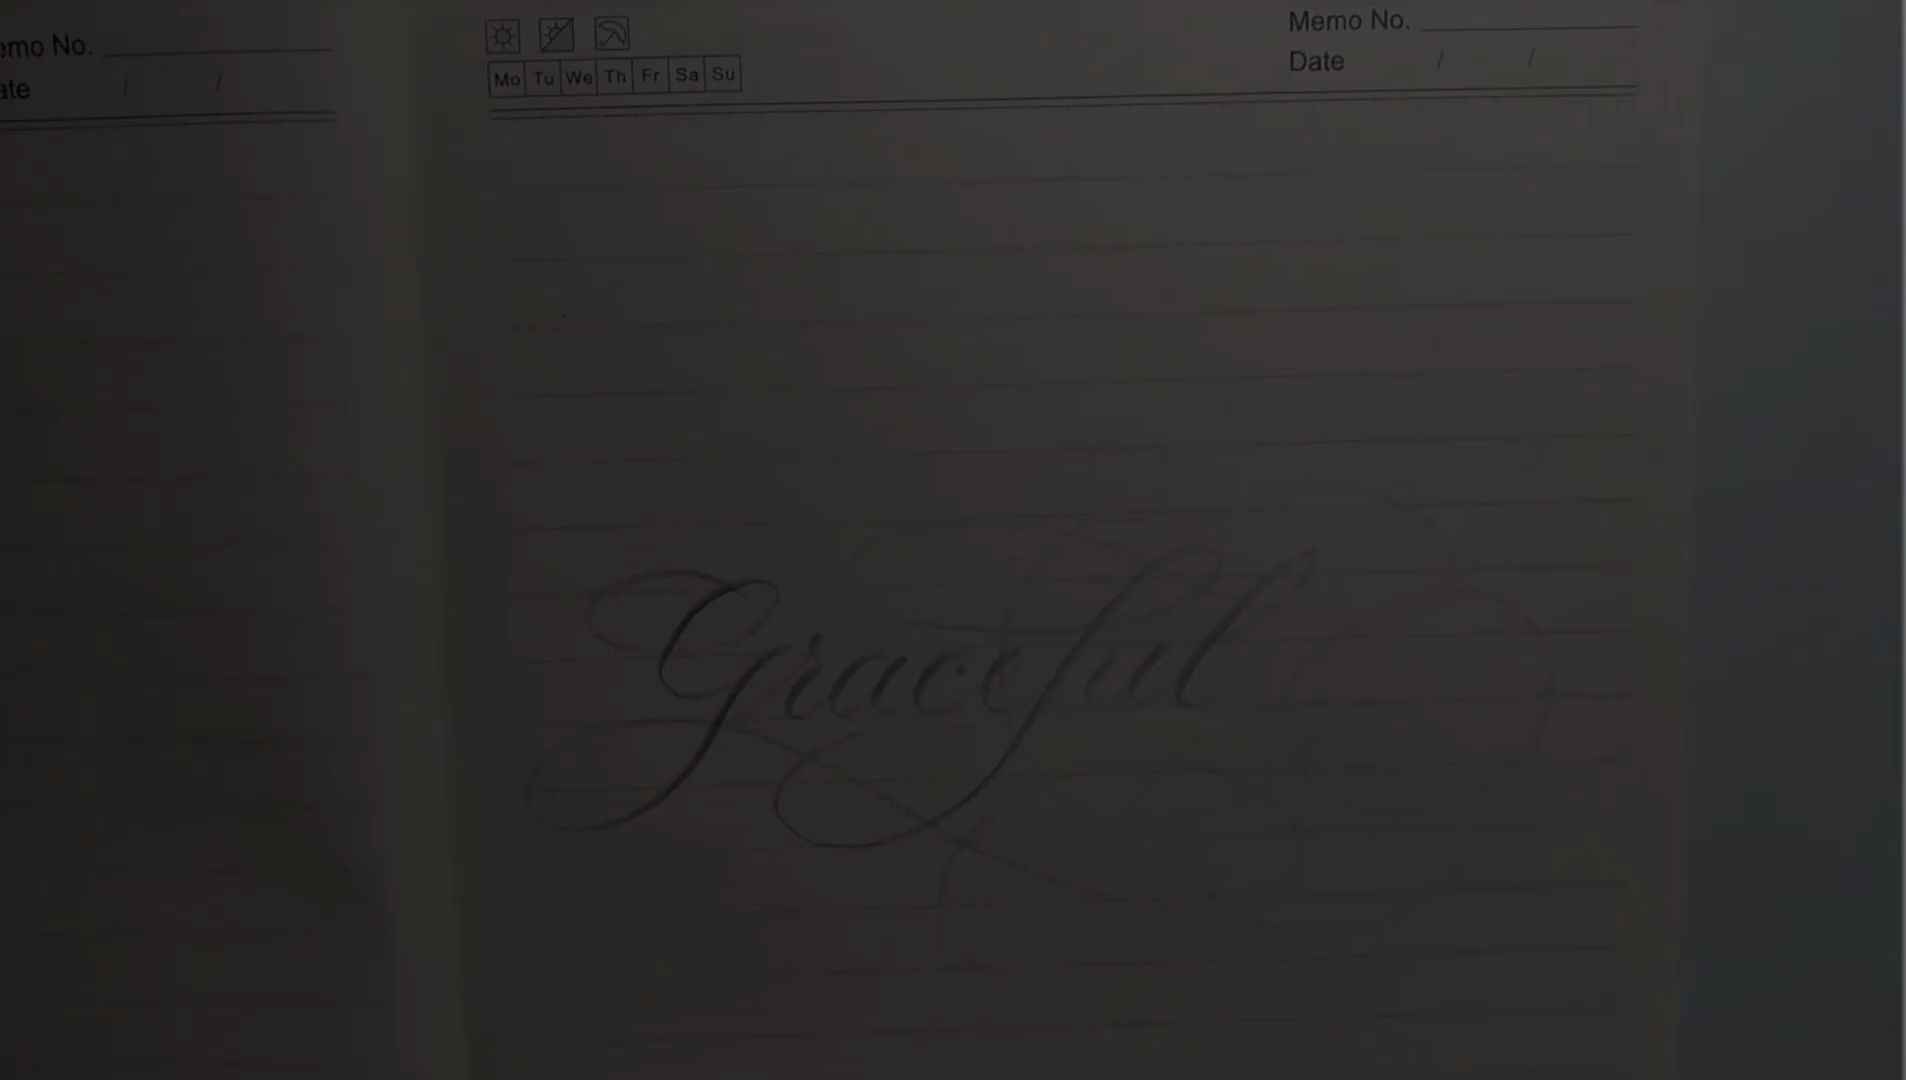 emo No.
ate / /
Memo No.
Mo Tu We Th Fr Sa Su
Date / /
Graceful